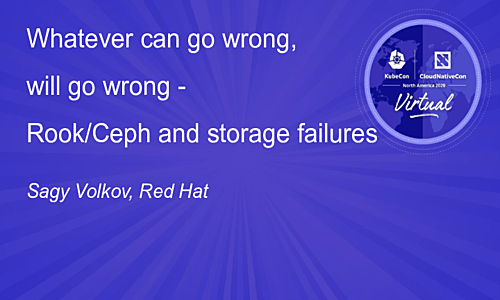 Whatever can go wrong,
will go wrong -
Rook/Ceph and storage failures
Sagy Volkov, Red Hat
KubeCon
CloudNativeCon
North America 2020
Virtual